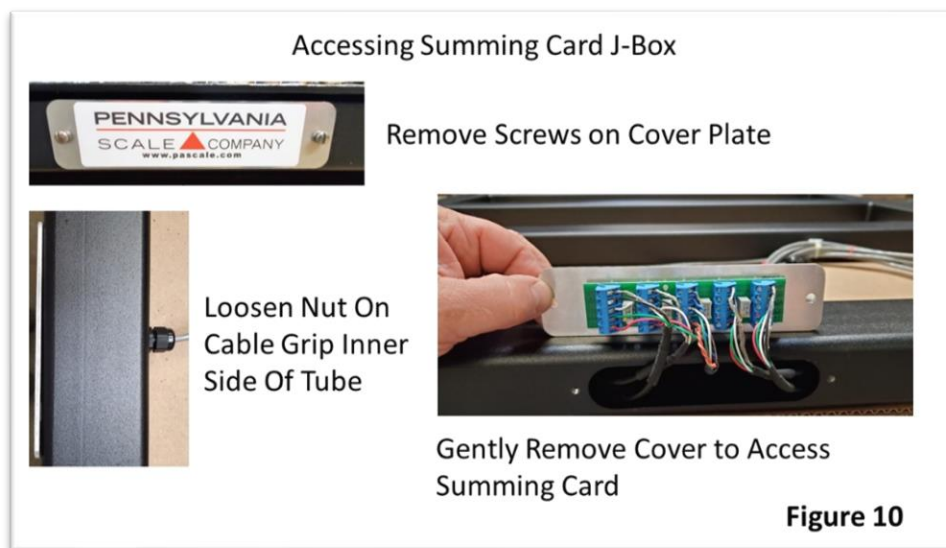 Accessing Summing Card J-Box
PENNSYLVANIA
SCALE COMPANY
www.pascale.com
Remove Screws on Cover Plate
Loosen Nut On
Cable Grip Inner
Side Of Tube
Gently Remove Cover to Access
Summing Card
Figure 10